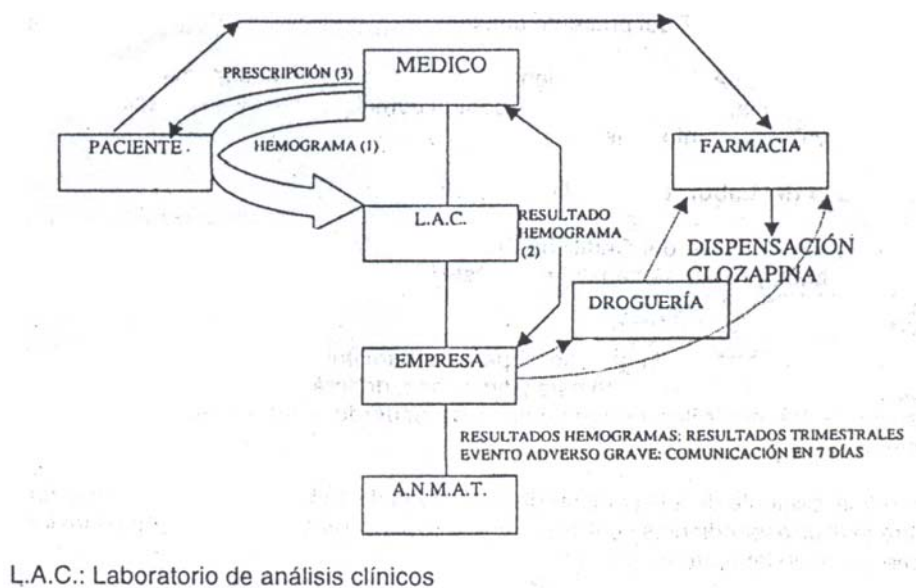 MEDICO
PRESCRIPCIÓN (3)
PACIENTE
HEMOGRAMA (1)
FARMACIA
L.A.C.
RESULTADO
HEMOGRAMA
(2)
DISPENSACIÓN
CLOZAPINA
DROGUERÍA
EMPRESA
RESULTADOS HEMOGRAMAS: RESULTADOS TRIMESTRALES
EVENTO ADVERSO GRAVE: COMUNICACIÓN EN 7 DÍAS
A.N.M.A.T.
L.A.C.: Laboratorio de análisis clínicos